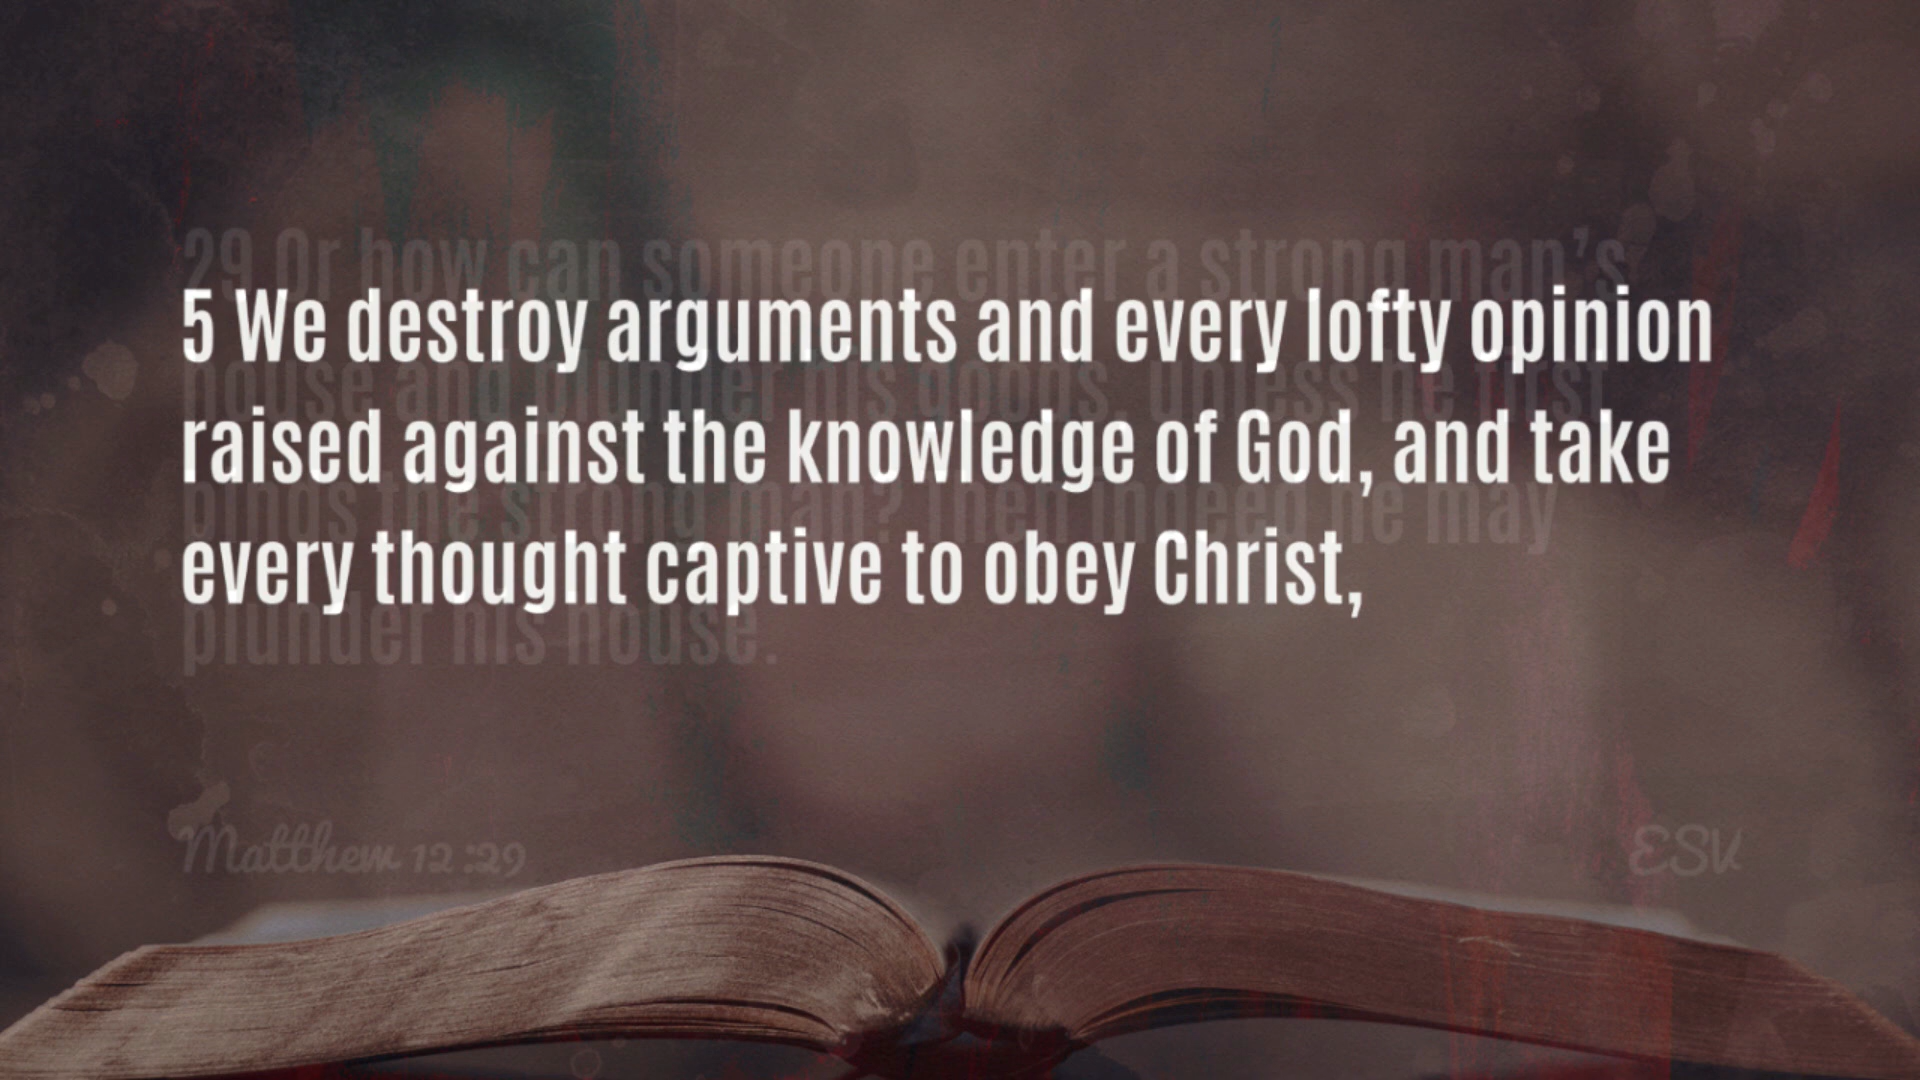 29 Or how can someone enter a strong man's
5 We destroy arguments and every lofty opinion
house and plunder his goods, unless he first
raised against the knowledge of God, and take
binds the strong man? Then indeed he may
every thought captive to obey Christ,
plunder his house.
Matthew 12:29
ESV